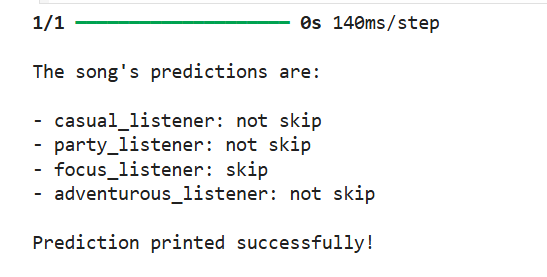 1/1 ━━━━━━━━━━━━━━━━━━━━ 0s 140ms/step
The song's predictions are:
- casual_listener: not skip
- party_listener: not skip
- focus_listener: skip
- adventurous_listener: not skip
Prediction printed successfully!